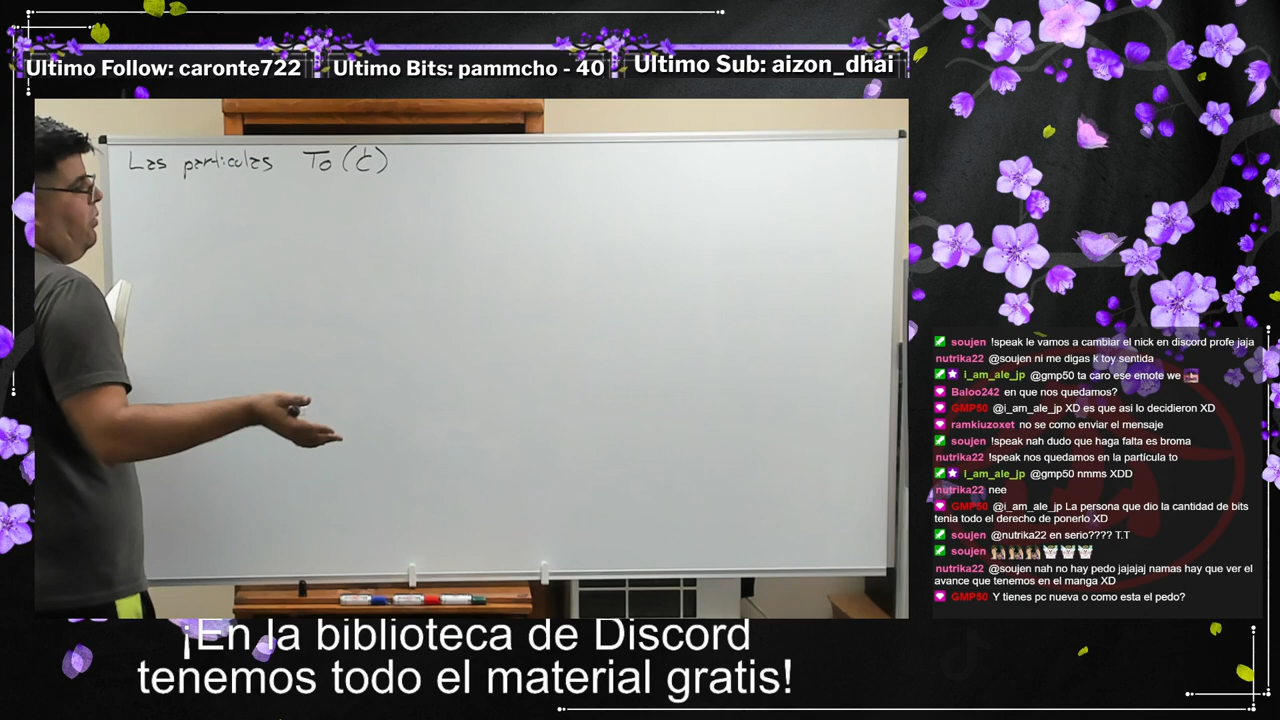 Ultimo Follow: caronte722
Ultimo Bits: pammcho - 40
Ultimo Sub: aizon_dhai
Las particulas To (と)
soujen !speak le vamos a cambiar el nick en discord profe jaja
nutrika22 @soujen ni me digas k toy sentida
i_am_ale_jp @gmp50 ta caro ese emote we
Baloo242 en que nos quedamos?
GMP50 @i_am_ale_jp XD es que asi lo decidieron XD
ramkiuzoxet no se como enviar el mensaje
soujen !speak nah dudo que haga falta es broma
nutrika22 !speak nos quedamos en la partícula to
i_am_ale_jp @gmp50 nmms XDD
nutrika22 nee
GMP50 @i_am_ale_jp La persona que dio la cantidad de bits
tenia todo el derecho de ponerlo XD
soujen @nutrika22 en serio???? T.T
soujen
nutrika22 @soujen nah no hay pedo jajajaj namas hay que ver el
avance que tenemos en el manga XD
GMP50 Y tienes pc nueva o como esta el pedo?
¡En la biblioteca de Discord
tenemos todo el material gratis!